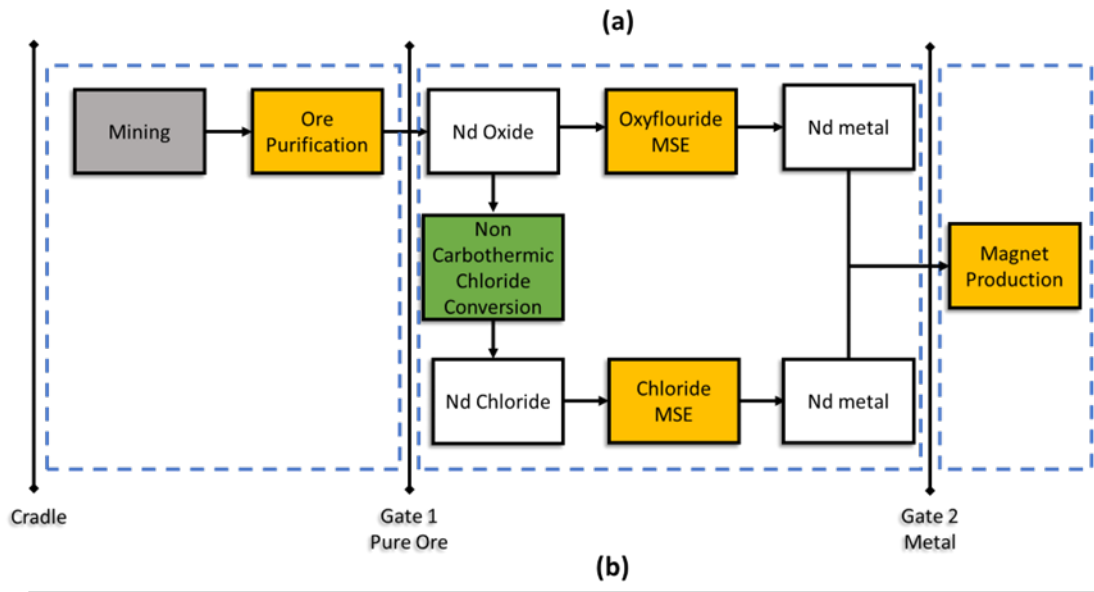 (a)
Mining
Ore
Purification
Nd Oxide
Oxyflouride
MSE
Nd metal
Non
Carbothermic
Chloride
Conversion
Magnet
Production
Nd Chloride
Chloride
MSE
Nd metal
Cradle
Gate 1
Pure Ore
Gate 2
Metal
(b)